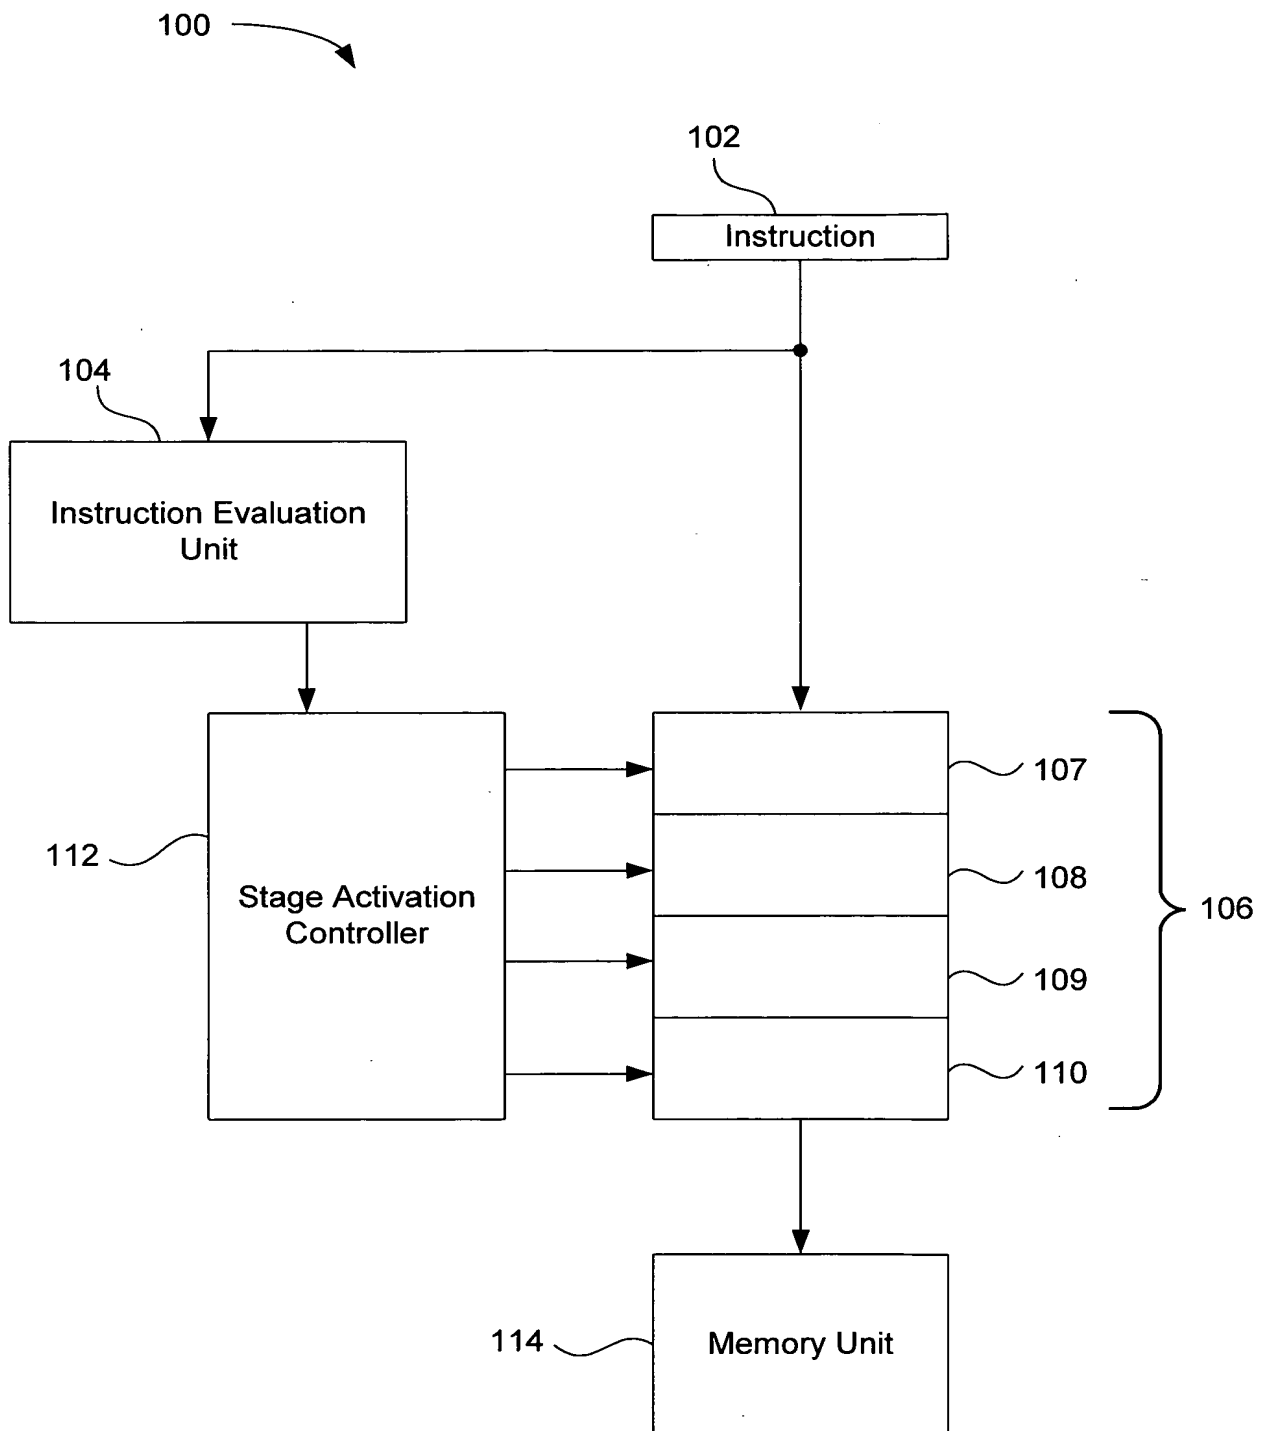 100
102
Instruction
104
Instruction Evaluation
Unit
107
112
108
Stage Activation
Controller
106
109
110
114
Memory Unit